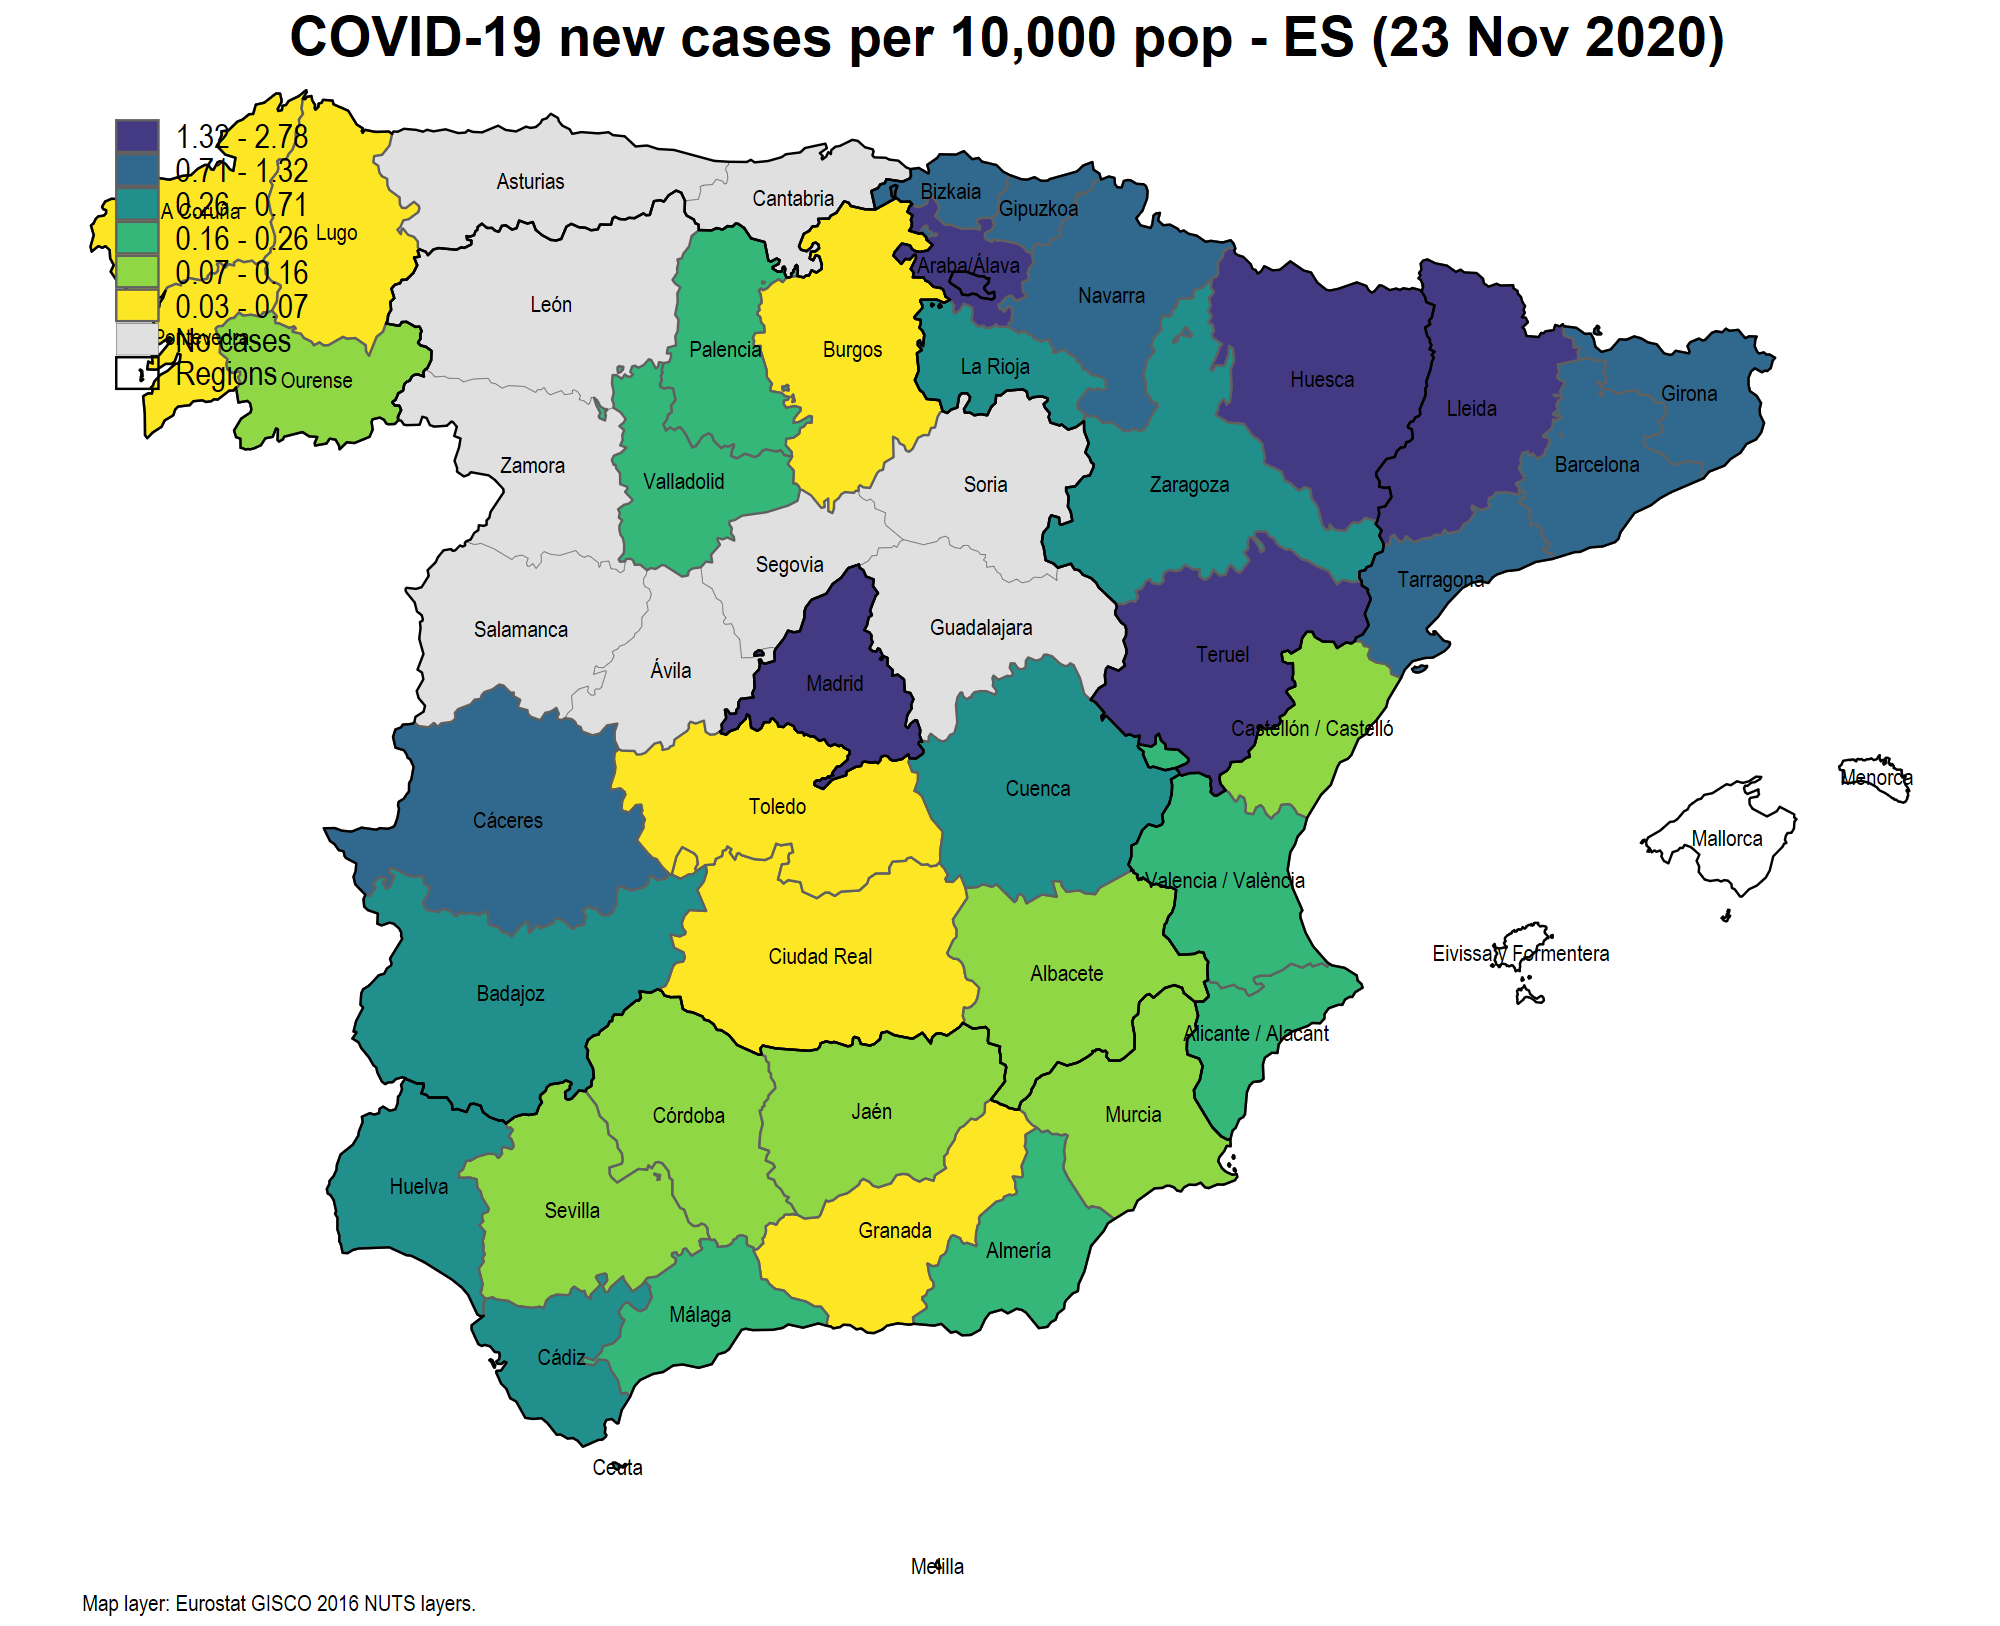 COVID-19 new cases per 10,000 pop - ES (23 Nov 2020)
1.32 - 2.78
0.71 - 1.32
0.26 - 0.71
0.16 - 0.26
0.07 - 0.16
0.03 - 0.07
No cases
Regions
A Coruña
Lugo
Pontevedra
Ourense
Asturias
Cantabria
Bizkaia
Gipuzkoa
Araba/Álava
Navarra
León
Palencia
Burgos
La Rioja
Huesca
Lleida
Girona
Barcelona
Zamora
Valladolid
Soria
Zaragoza
Tarragona
Segovia
Salamanca
Ávila
Madrid
Guadalajara
Teruel
Castellón / Castelló
Menorca
Mallorca
Cáceres
Toledo
Cuenca
Valencia / València
Eivissa y Formentera
Badajoz
Ciudad Real
Albacete
Alicante / Alacant
Córdoba
Jaén
Murcia
Huelva
Sevilla
Granada
Almería
Málaga
Cádiz
Ceuta
Melilla
Map layer: Eurostat GISCO 2016 NUTS layers.